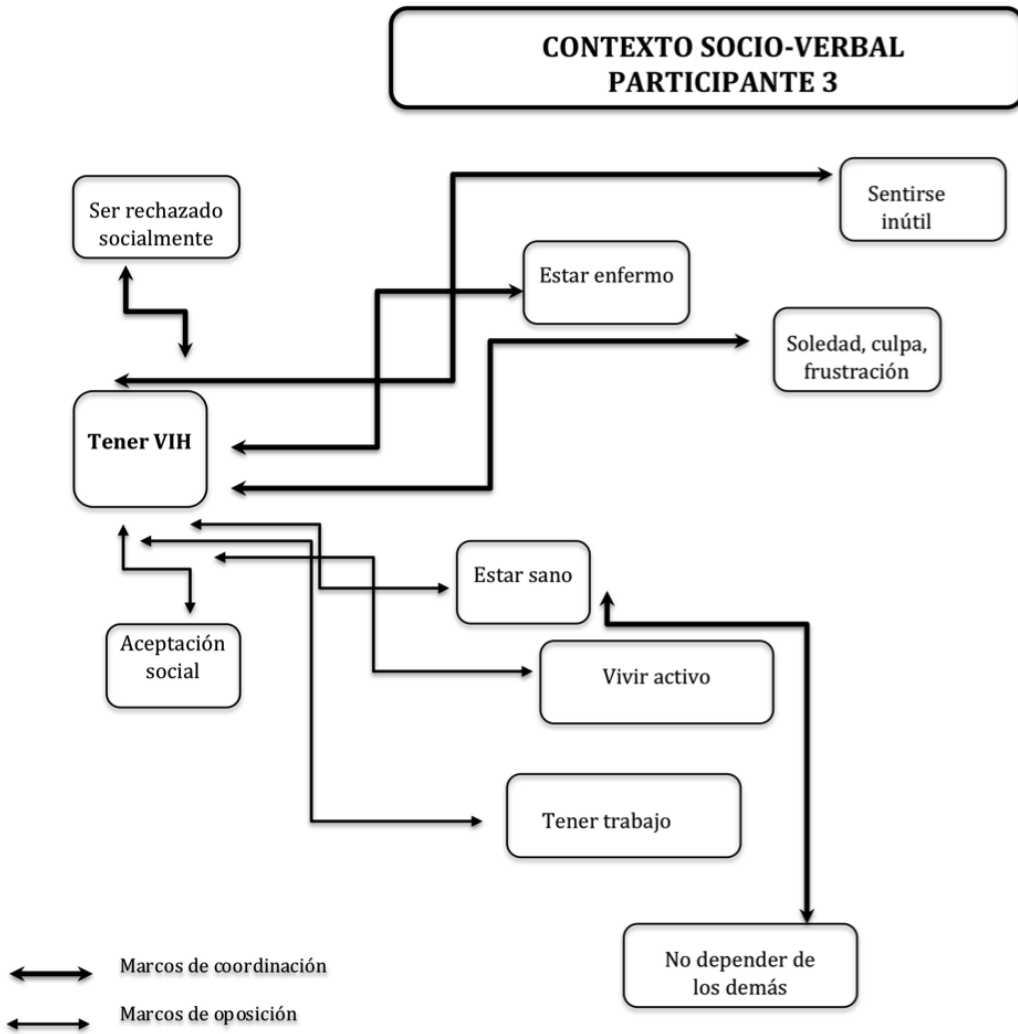 CONTEXTO SOCIO-VERBAL
PARTICIPANTE 3
Ser rechazado
socialmente
Sentirse
inútil
Estar enfermo
Soledad, culpa,
frustración
Tener VIH
Estar sano
Aceptación
social
Vivir activo
Tener trabajo
No depender de
los demás
Marcos de coordinación
Marcos de oposición